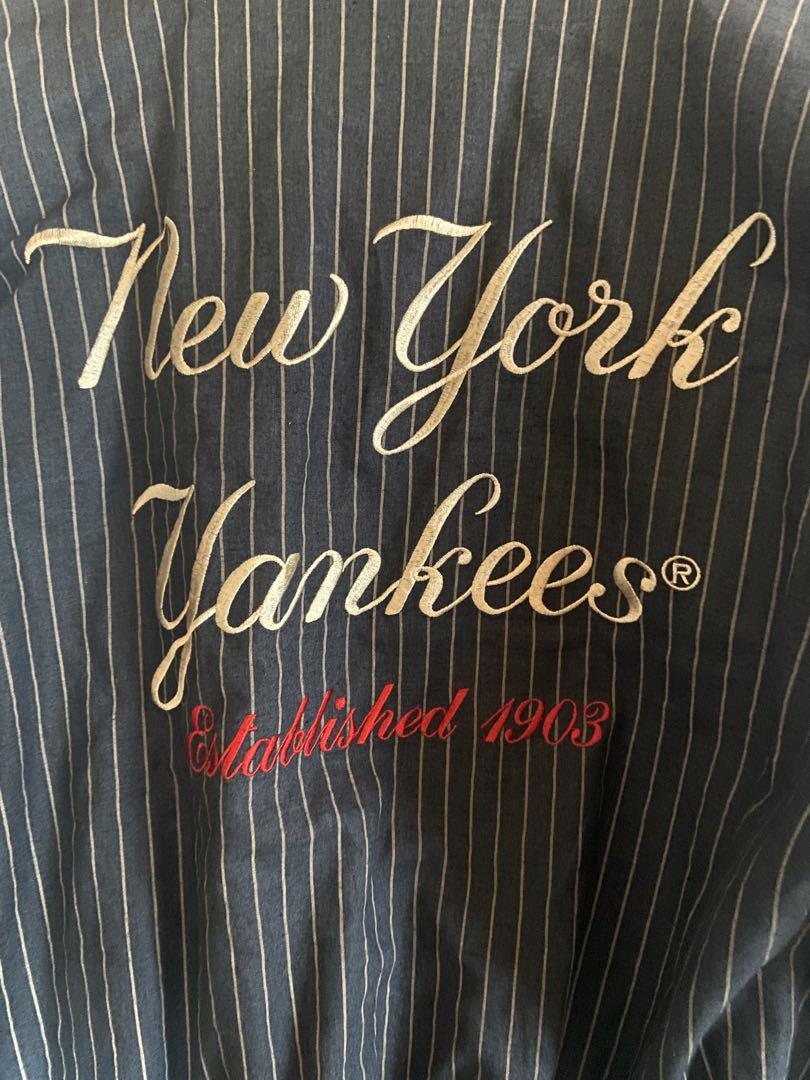 New York
Yankees®
Established 1903